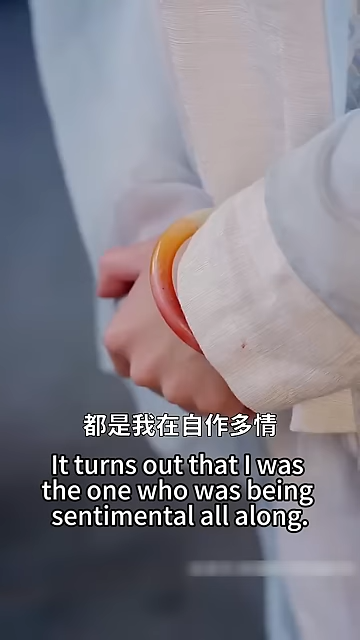 都是我在自作多情
It turns out that I was
the one who was being
sentimental all along.